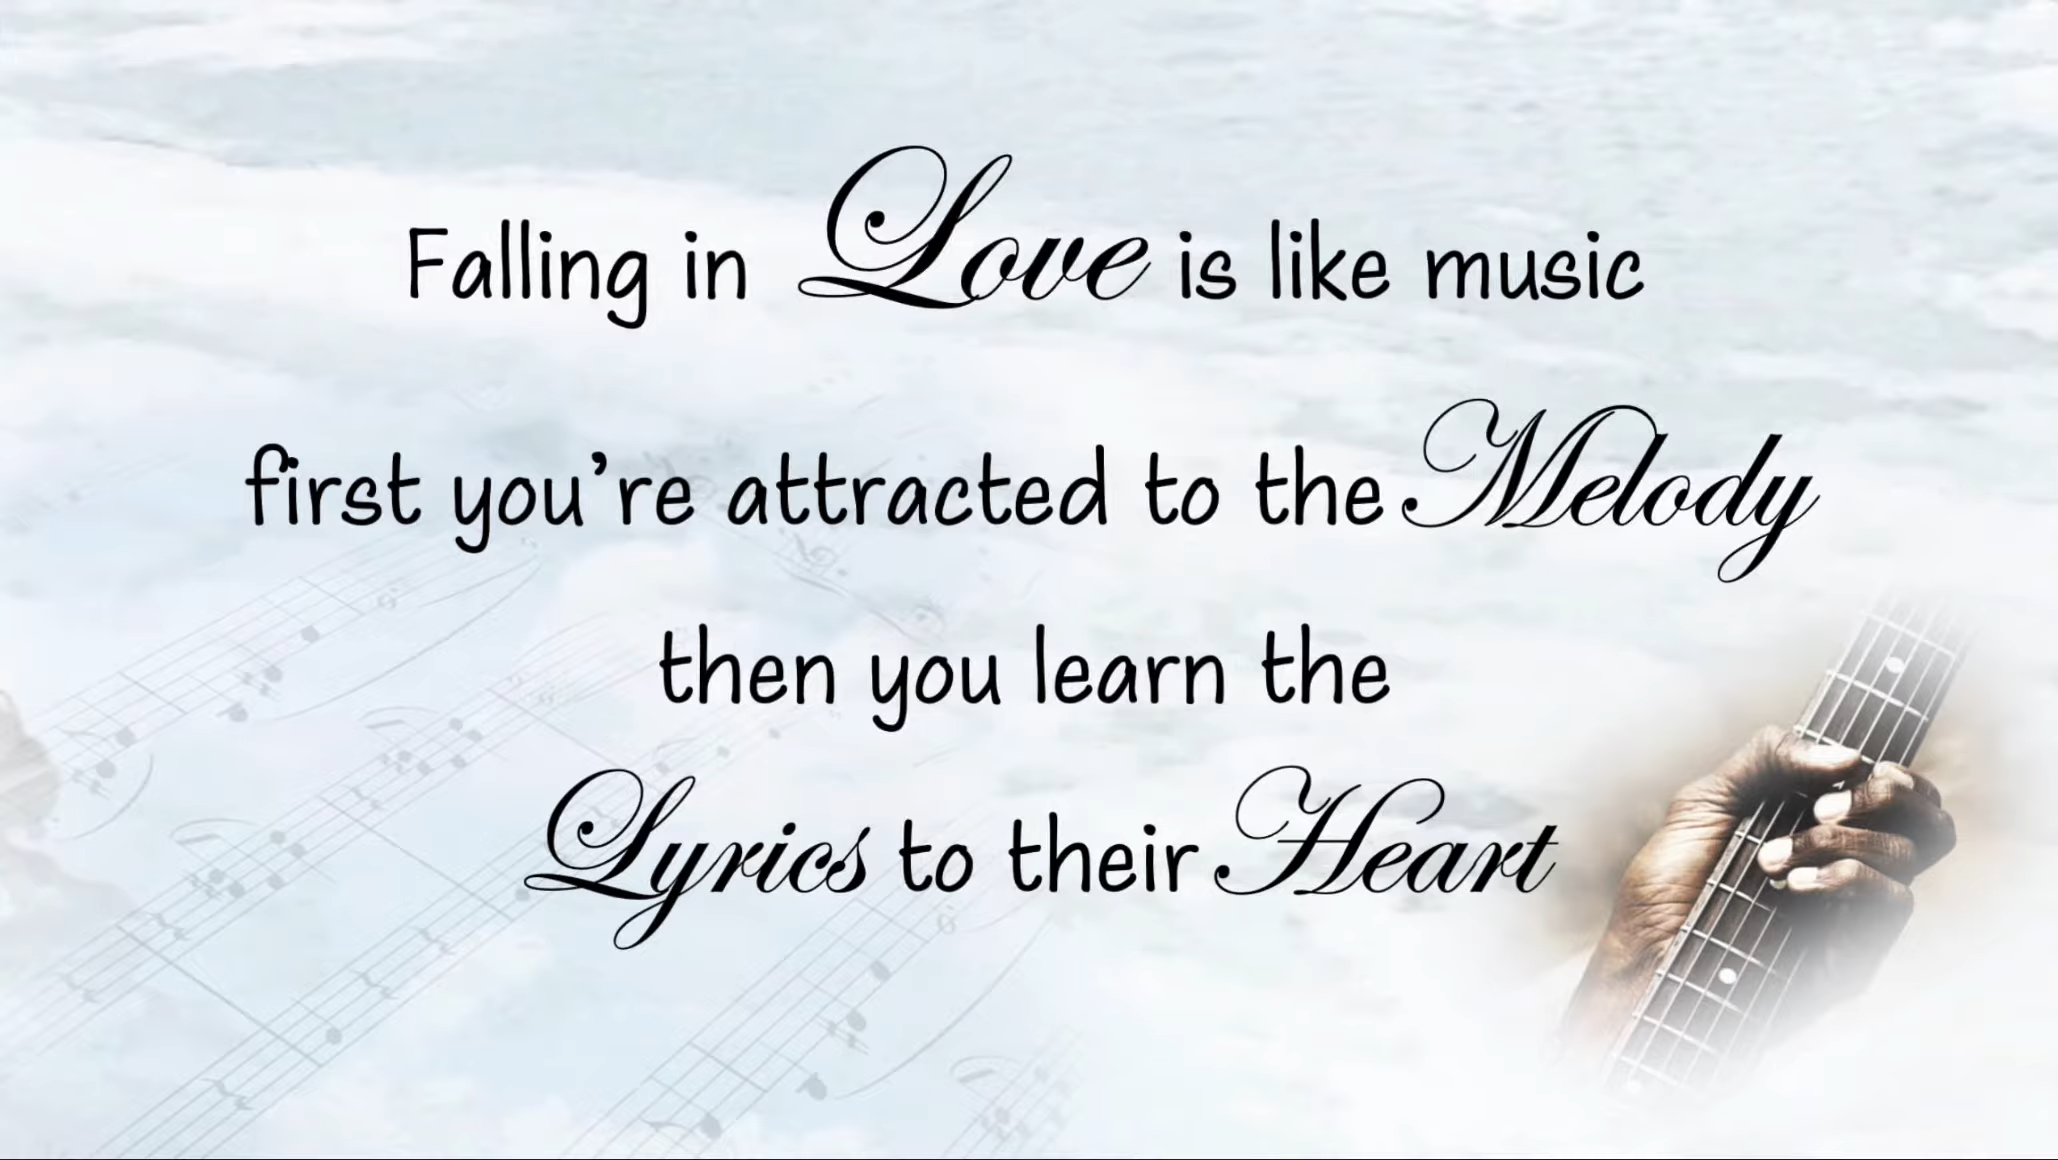 Falling in Love is like music
first you’re attracted to the Melody
then you learn the
Lyrics to their Heart